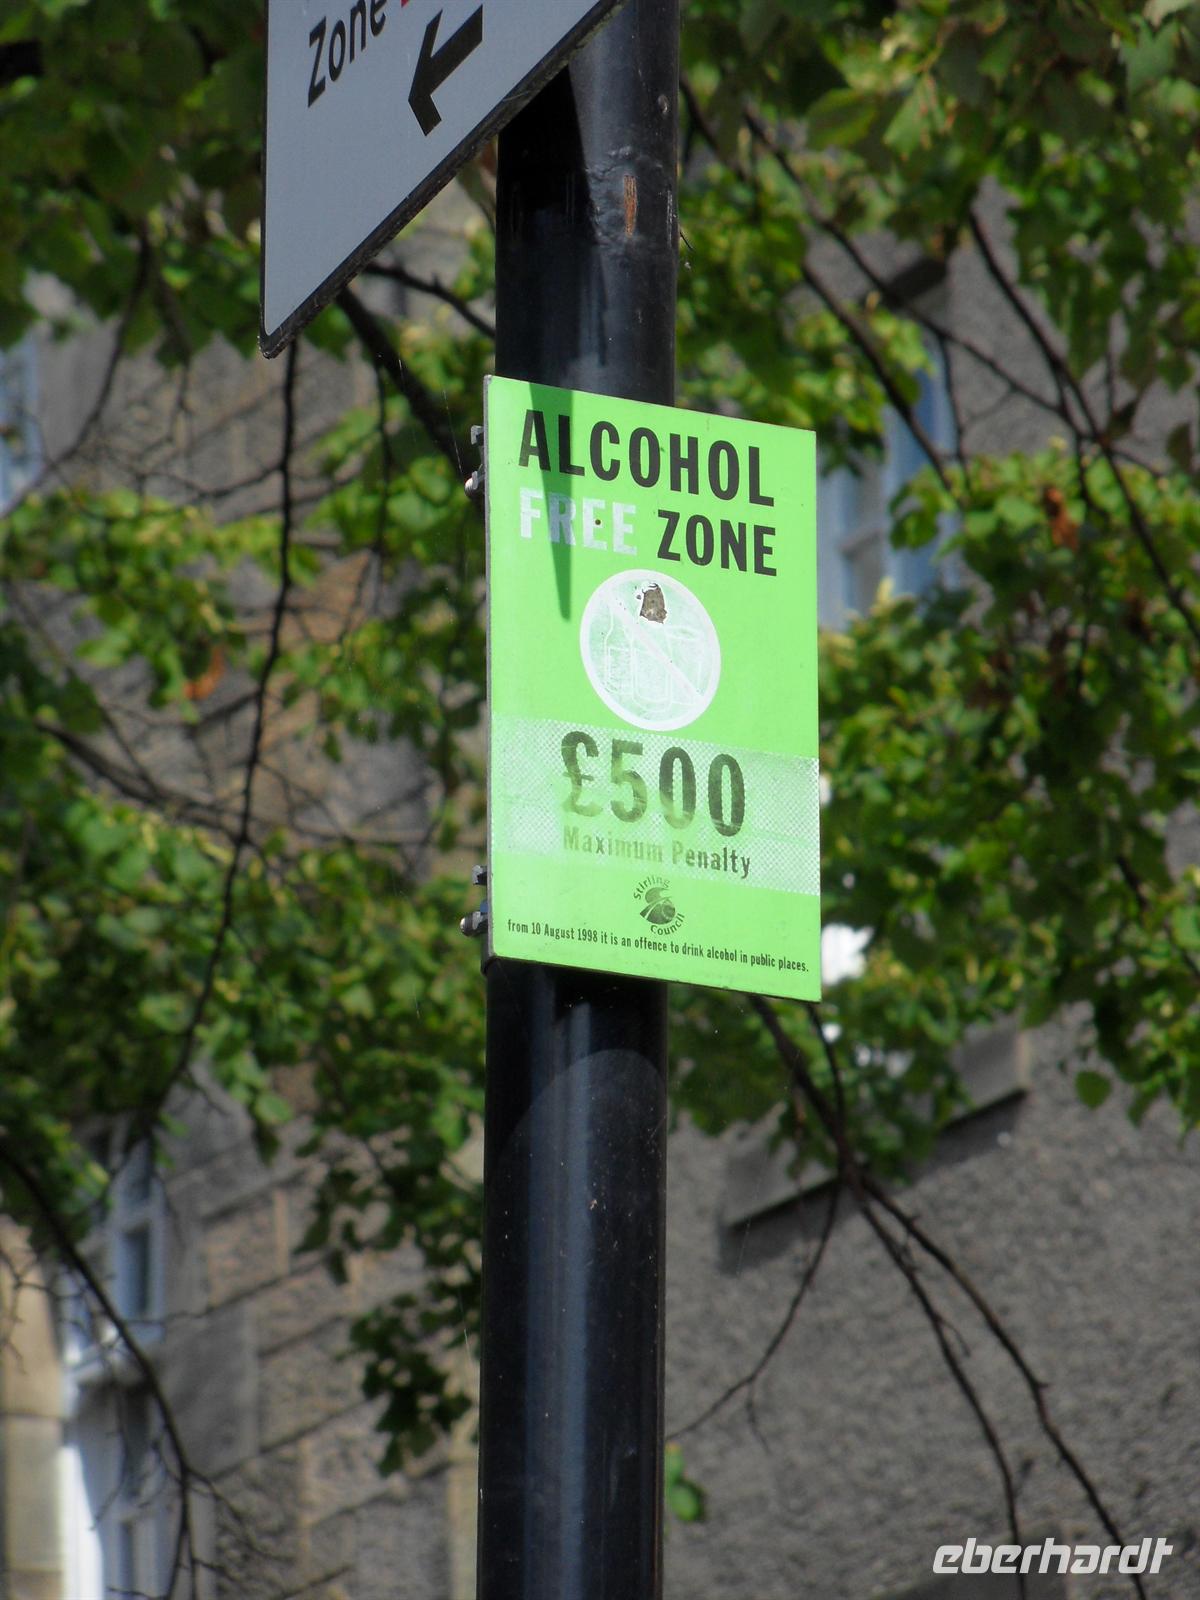 Zone
ALCOHOL
FREE ZONE
£500
Maximum Penalty
Stirling
Council
from 10 August 1998 it is an offence to drink alcohol in public places.
eberhardt